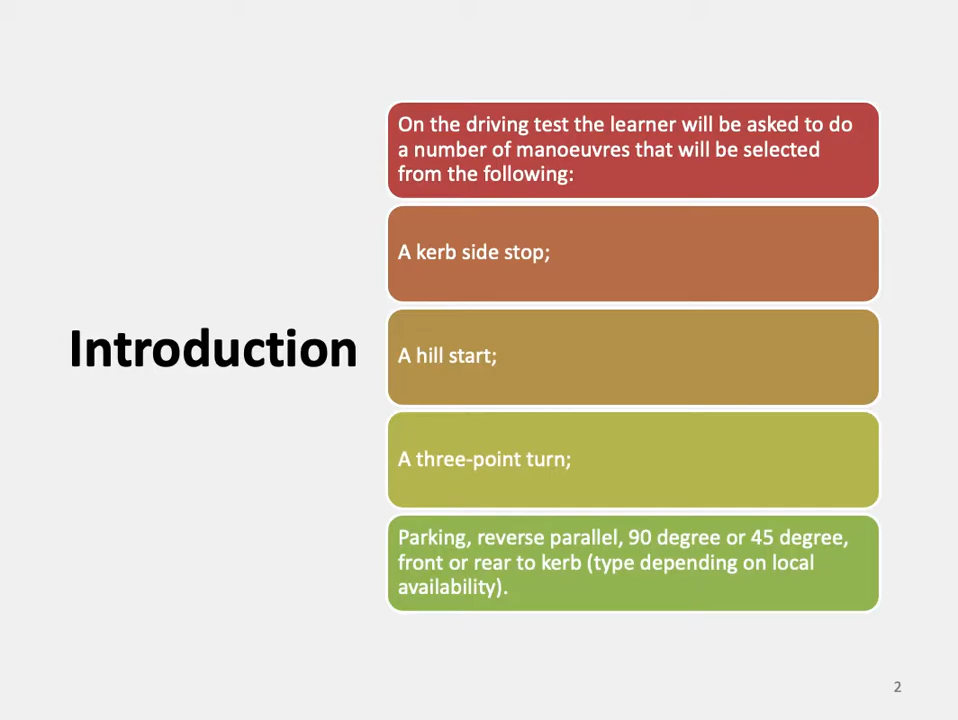 Introduction
On the driving test the learner will be asked to do
a number of manoeuvres that will be selected
from the following:
A kerb side stop;
A hill start;
A three-point turn;
Parking, reverse parallel, 90 degree or 45 degree,
front or rear to kerb (type depending on local
availability).
2